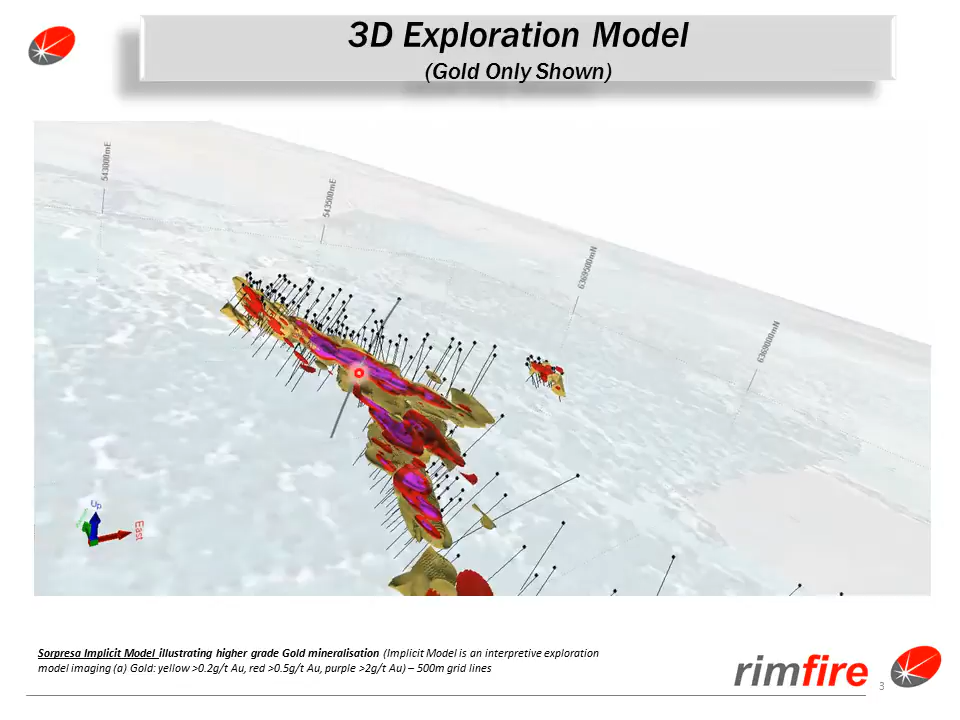 3D Exploration Model
(Gold Only Shown)
543000mE
543500mE
6369500mN
6369000mN
Up
East
Sorpresa Implicit Model illustrating higher grade Gold mineralisation (Implicit Model is an interpretive exploration
model imaging (a) Gold: yellow >0.2g/t Au, red >0.5g/t Au, purple >2g/t Au) – 500m grid lines
rimfire
3